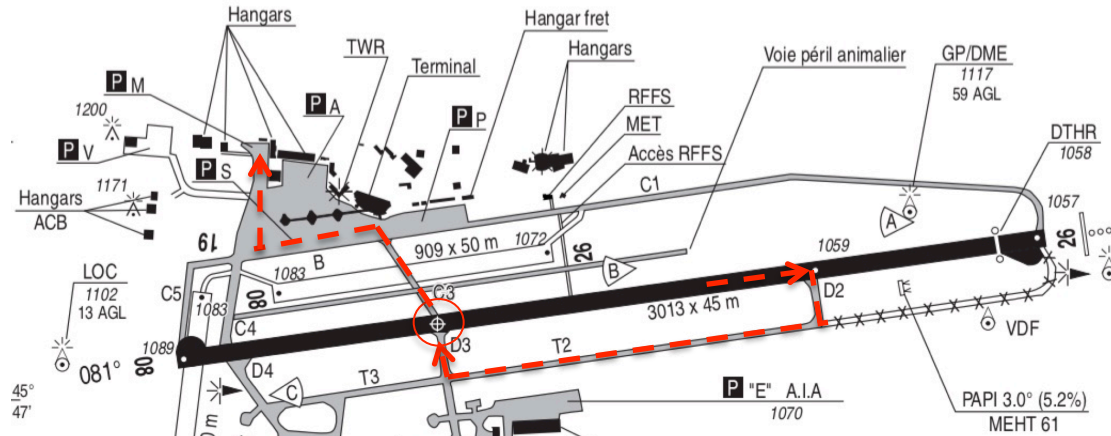 Hangars
Hangar fret
TWR
Terminal
Hangars
Voie péril animalier
GP/DME
1117
59 AGL
P M
P A
P P
RFFS
MET
Accès RFFS
DTHR
1058
1200
P V
P S
C1
1057
Hangars
ACB
1171
19
A
26
909 x 50 m
1072
26
1059
B
B
1083
LOC
1102
13 AGL
C5
1083
08
C3
3013 x 45 m
D2
C4
VDF
1089
081°
08
D3
T2
D4
T3
C
P "E" A.I.A
1070
PAPI 3.0° (5.2%)
MEHT 61
45°
47'
0 m